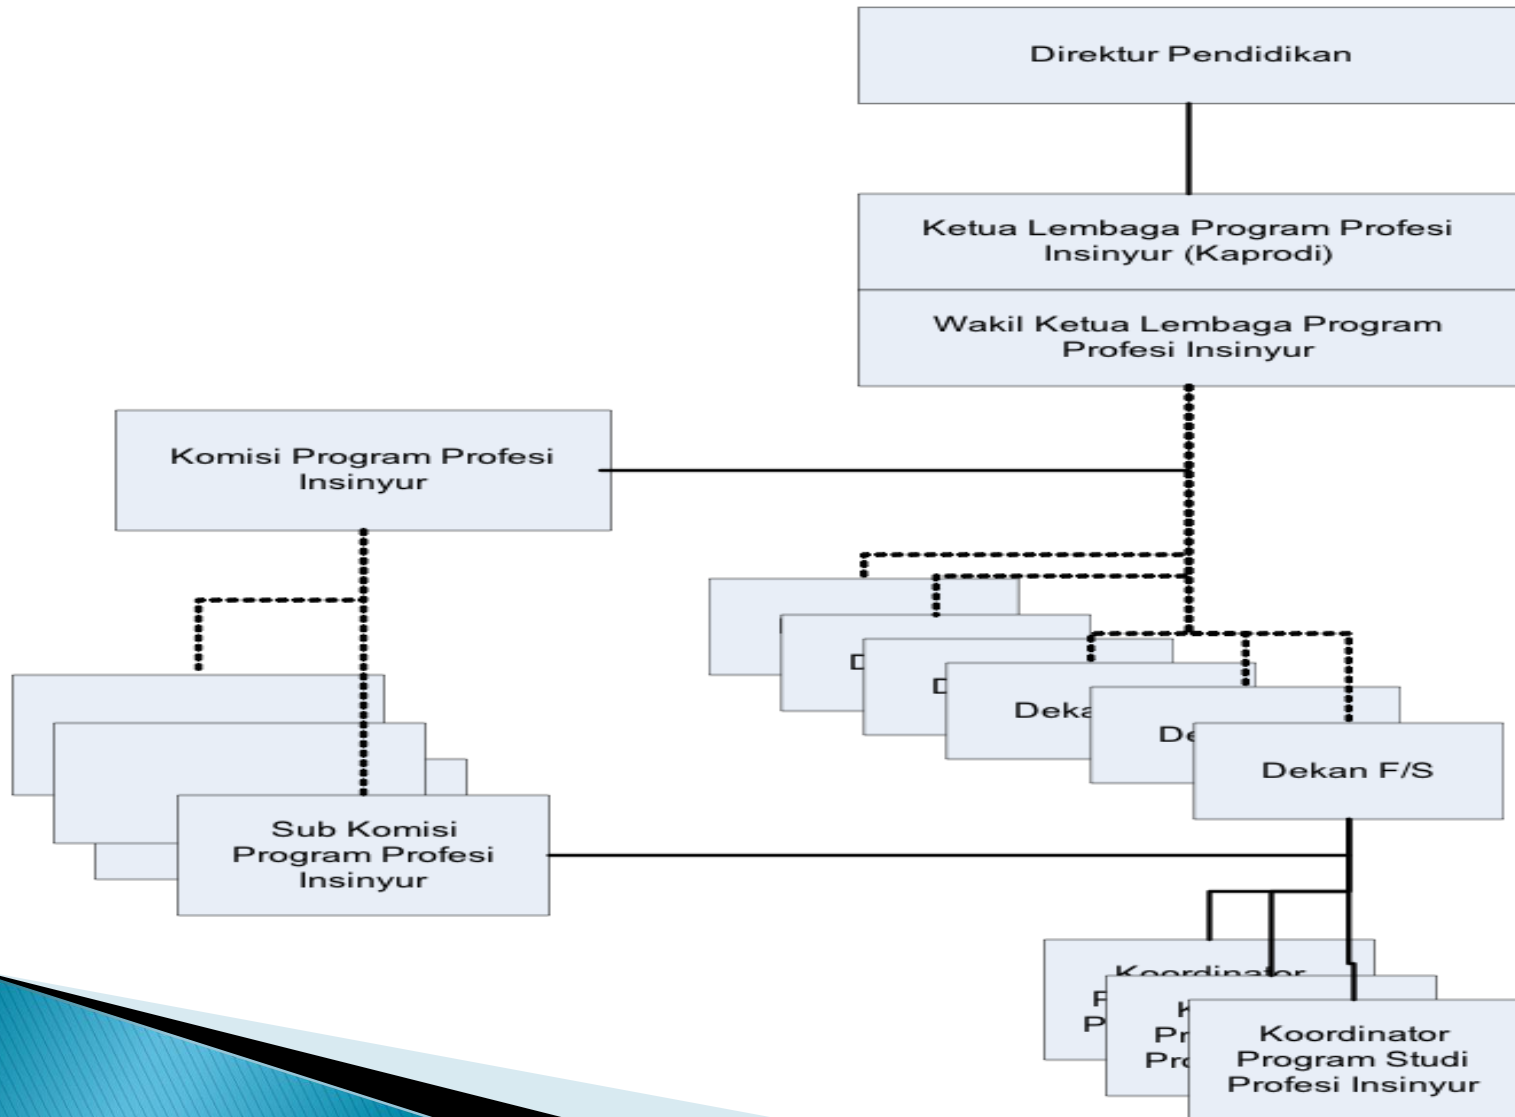 Direktur Pendidikan
Ketua Lembaga Program Profesi
Insinyur (Kaprodi)
Wakil Ketua Lembaga Program
Profesi Insinyur
Komisi Program Profesi
Insinyur
Dekan F/S
Sub Komisi
Program Profesi
Insinyur
Koordinator
Koordinator
Program Studi
Profesi Insinyur